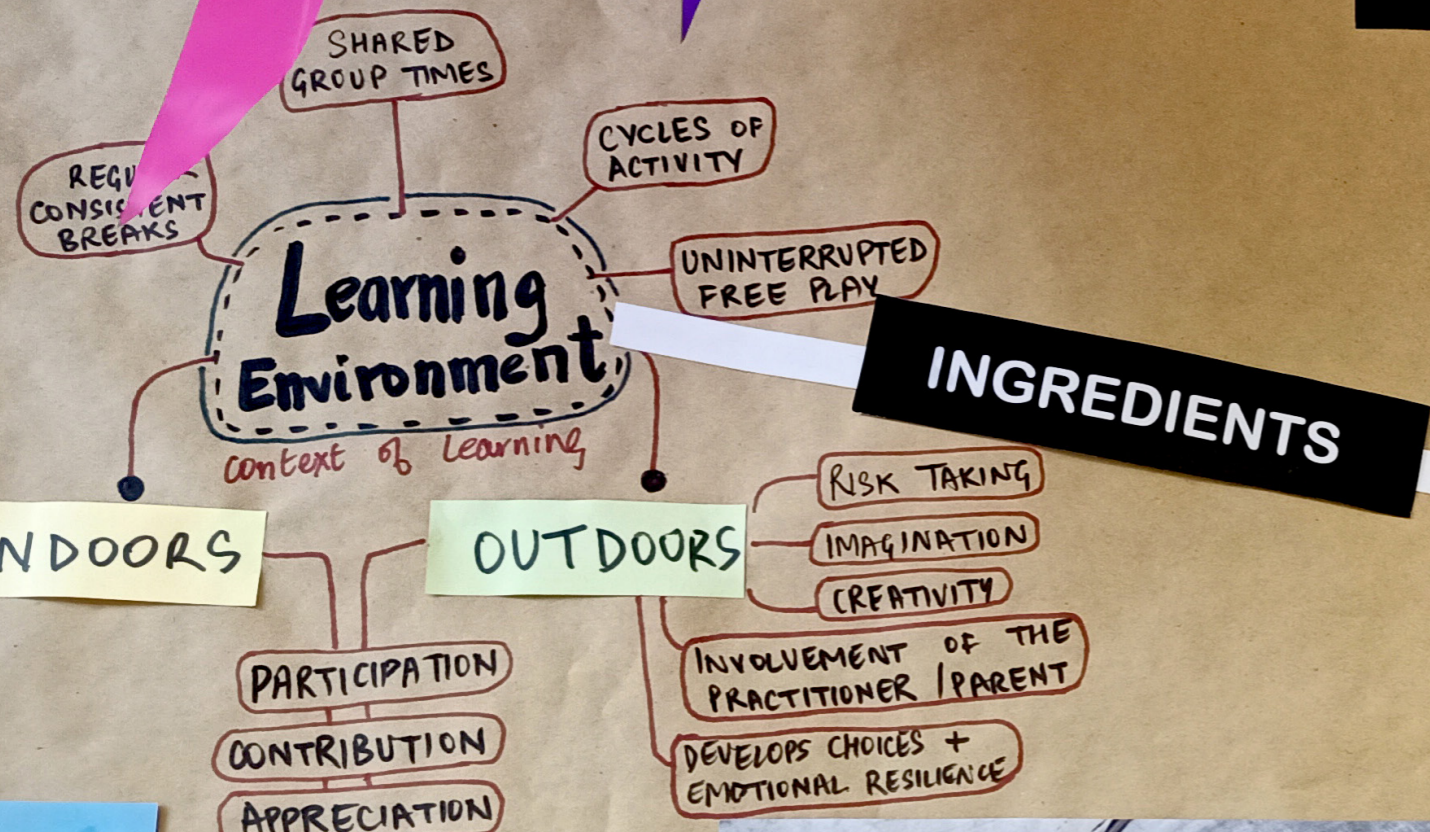 SHARED
GROUP TIMES
CYCLES OF
ACTIVITY
BREAKS
UNINTERRUPTED
FREE PLAY
Learning
Environment
context of Learning
INGREDIENTS
NDOORS
OUTDOORS
RISK TAKING
IMAGINATION
CREATIVITY
INVOLVEMENT OF THE
PRACTITIONER / PARENT
DEVELOPS CHOICES +
EMOTIONAL RESILIENCE
PARTICIPATION
CONTRIBUTION
APPRECIATION